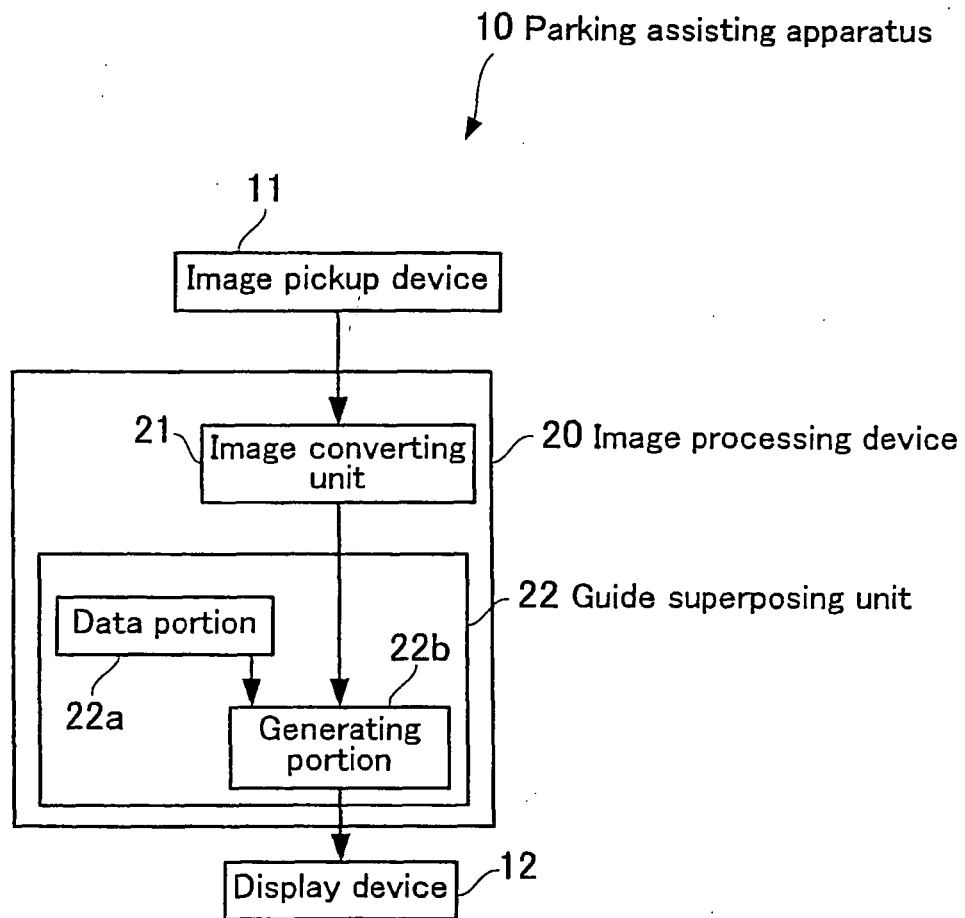 10 Parking assisting apparatus
11
Image pickup device
21
Image converting
unit
20 Image processing device
22 Guide superposing unit
Data portion
22a
22b
Generating
portion
Display device
12